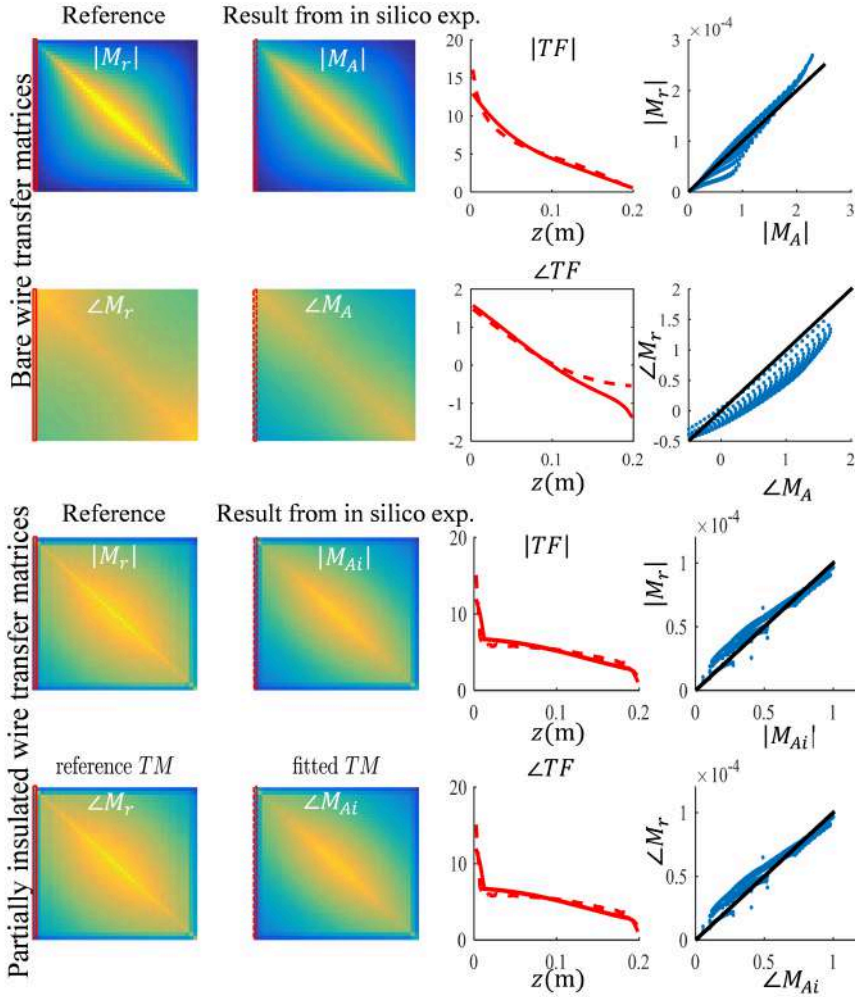 Reference
Result from in silico exp.
|M_r|
|M_A|
|TF|
20
15
10
5
0
0
0.1
0.2
z(m)
×10^-4
3
2
1
0
0
1
2
3
|M_r|
|M_A|
Bare wire transfer matrices
∠M_r
∠M_A
∠TF
2
1
0
-1
-2
0
0.1
0.2
z(m)
2
1.5
1
0.5
0
-0.5
0
1
2
∠M_r
∠M_A
Reference
Result from in silico exp.
|M_r|
|M_Ai|
|TF|
20
10
0
0
0.1
0.2
z(m)
×10^-4
1
0.5
0
0
0.5
1
|M_r|
|M_Ai|
Partially insulated wire transfer matrices
reference TM
fitted TM
∠M_r
∠M_Ai
∠TF
20
10
0
0
0.1
0.2
z(m)
×10^-4
1
0.5
0
0
0.5
1
∠M_r
∠M_Ai